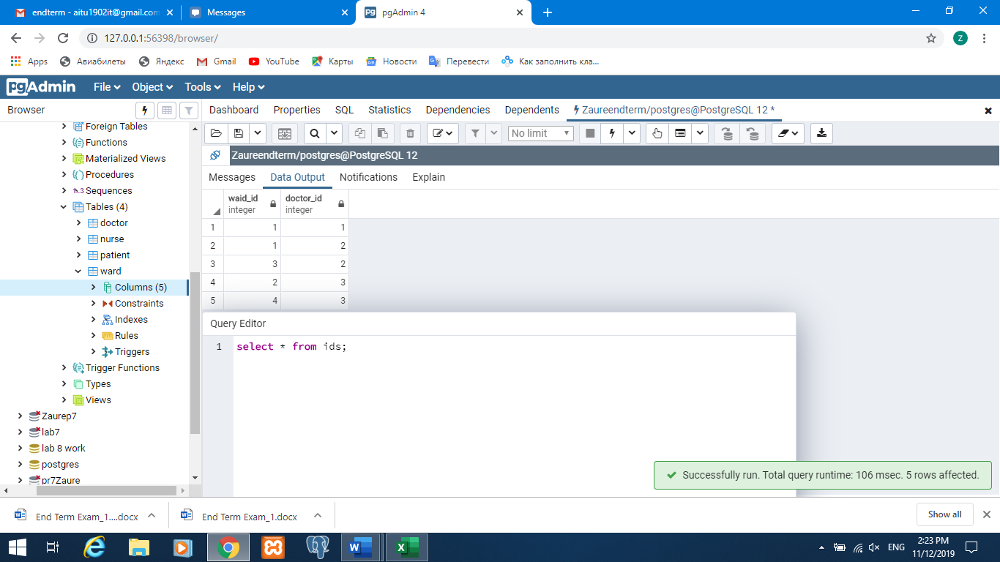 endterm - aitu1902it@gmail.com
Messages
pgAdmin 4
127.0.0.1:56398/browser/
Z
Apps
Авиабилеты
Яндекс
Gmail
YouTube
Карты
Новости
Перевести
Как заполнить кла...
pgAdmin
File
Object
Tools
Help
Browser
Dashboard
Properties
SQL
Statistics
Dependencies
Dependents
Zaureendterm/postgres@PostgreSQL 12 *
No limit
Zaureendterm/postgres@PostgreSQL 12
Messages
Data Output
Notifications
Explain
Foreign Tables
Functions
Materialized Views
Procedures
1..3 Sequences
Tables (4)
doctor
nurse
patient
ward
Columns (5)
Constraints
Indexes
Rules
Triggers
Trigger Functions
Types
Views
Zaurep7
lab7
lab 8 work
postgres
pr7Zaure
waid_id integer
doctor_id integer
1 1 1
2 1 2
3 3 2
4 2 3
5 4 3
Query Editor
1 select * from ids;
Successfully run. Total query runtime: 106 msec. 5 rows affected.
End Term Exam_1....docx
End Term Exam_1.docx
Show all
ENG
2:23 PM
11/12/2019